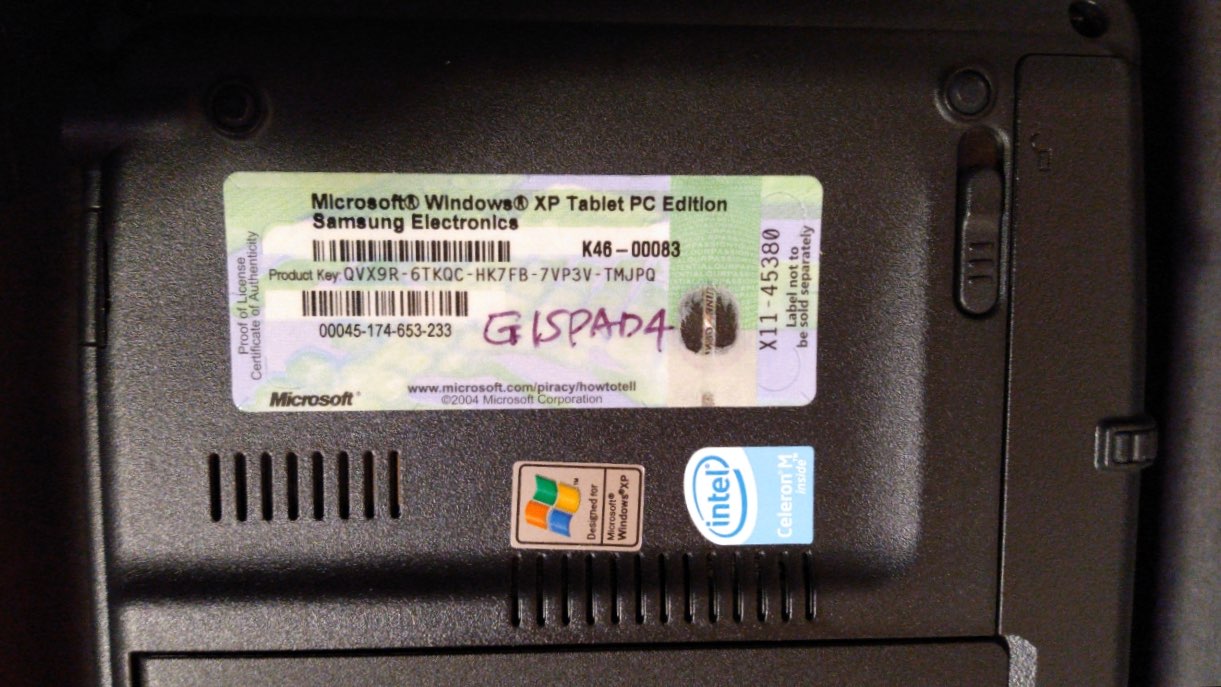 Microsoft® Windows® XP Tablet PC Edition
Samsung Electronics
K46-00083
Product Key: QVX9R-6TKQC-HK7FB-7VP3V-TMJPQ
00045-174-653-233
GISPAD4
www.microsoft.com/piracy/howtotell
©2004 Microsoft Corporation
Microsoft®
Proof of License
Certificate of Authenticity
X11-45380
Label not to
be sold separately
Designed for
Microsoft®
Windows®XP
intel®
Celeron™ M
inside™